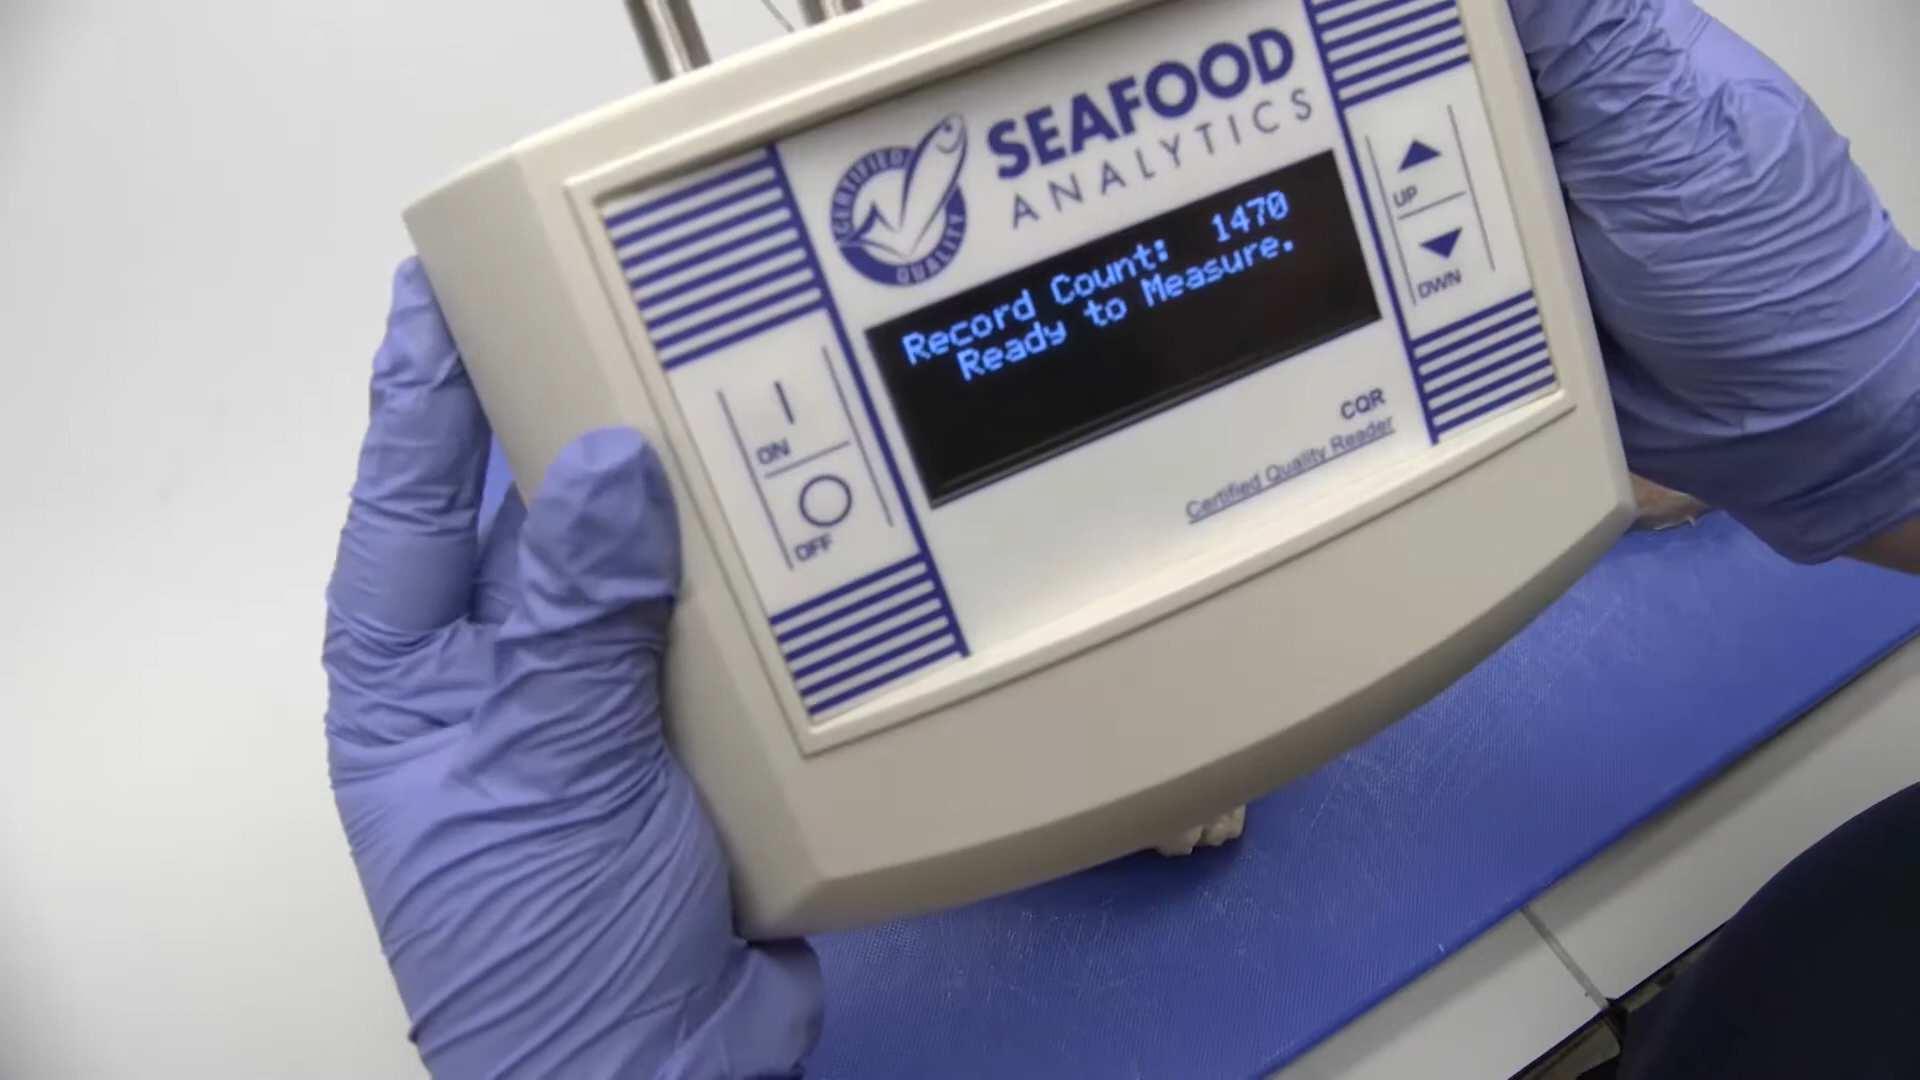 CERTIFIED
QUALITY
SEAFOOD
ANALYTICS
Record Count: 1470
Ready to Measure.
UP
DWN
ON
OFF
CQR
Certified Quality Reader